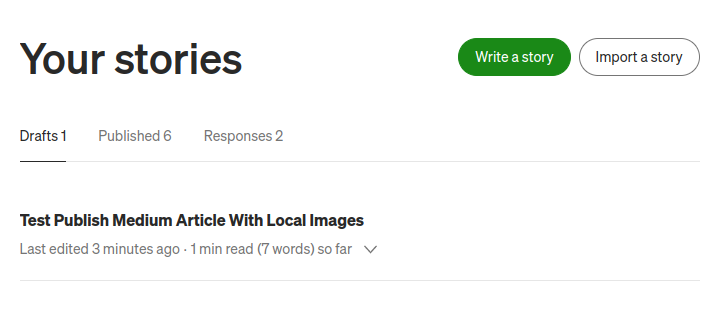 Your stories
Write a story
Import a story
Drafts 1
Published 6
Responses 2
Test Publish Medium Article With Local Images
Last edited 3 minutes ago · 1 min read (7 words) so far